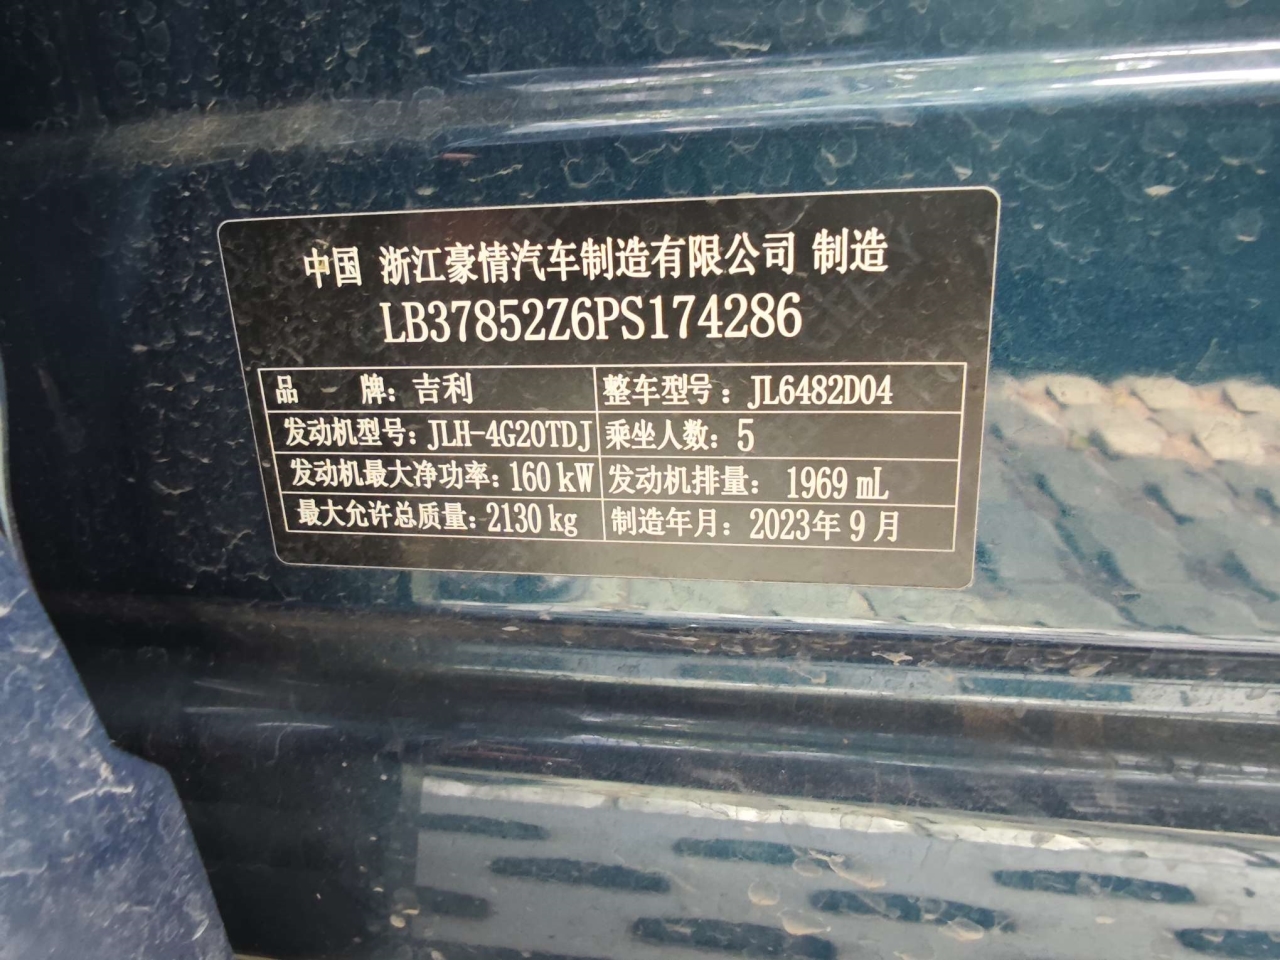 中国 浙江豪情汽车制造有限公司 制造
LB37852Z6PS174286
品 牌：吉利 整车型号：JL6482D04
发动机型号：JLH-4G20TDJ 乘坐人数：5
发动机最大净功率：160 kW 发动机排量：1969 mL
最大允许总质量：2130 kg 制造年月：2023年9月